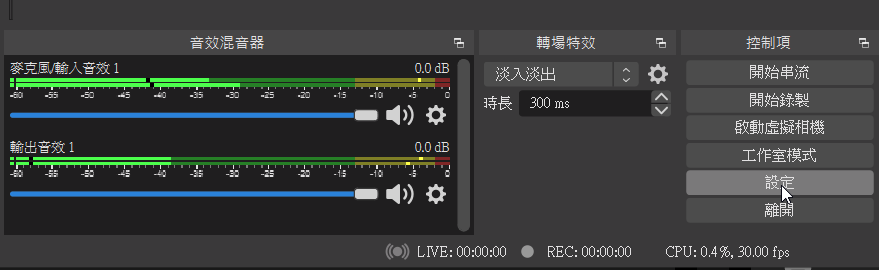 音效混音器
麥克風/輸入音效 1 0.0 dB
-60 -55 -50 -45 -40 -35 -30 -25 -20 -15 -10 -5 0
輸出音效 1 0.0 dB
-60 -55 -50 -45 -40 -35 -30 -25 -20 -15 -10 -5 0
轉場特效
淡入淡出
時長 300 ms
控制項
開始串流
開始錄製
啟動虛擬相機
工作室模式
設定
離開
LIVE: 00:00:00 REC: 00:00:00 CPU: 0.4%, 30.00 fps